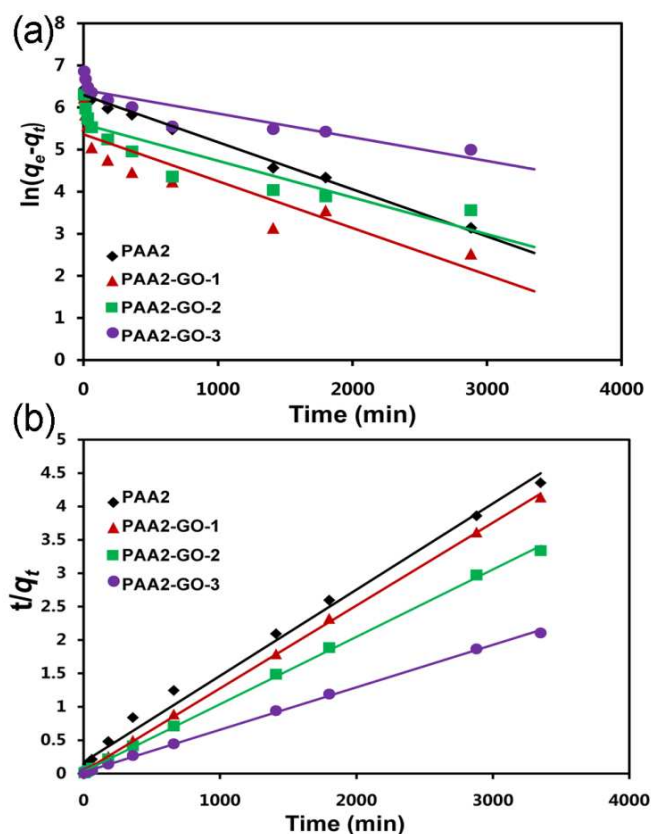 (a)
8
7
6
5
4
3
2
1
0
ln(qe-qt)
PAA2
PAA2-GO-1
PAA2-GO-2
PAA2-GO-3
0 1000 2000 3000 4000
Time (min)
(b)
5
4.5
4
3.5
3
2.5
2
1.5
1
0.5
0
t/qt
PAA2
PAA2-GO-1
PAA2-GO-2
PAA2-GO-3
0 1000 2000 3000 4000
Time (min)